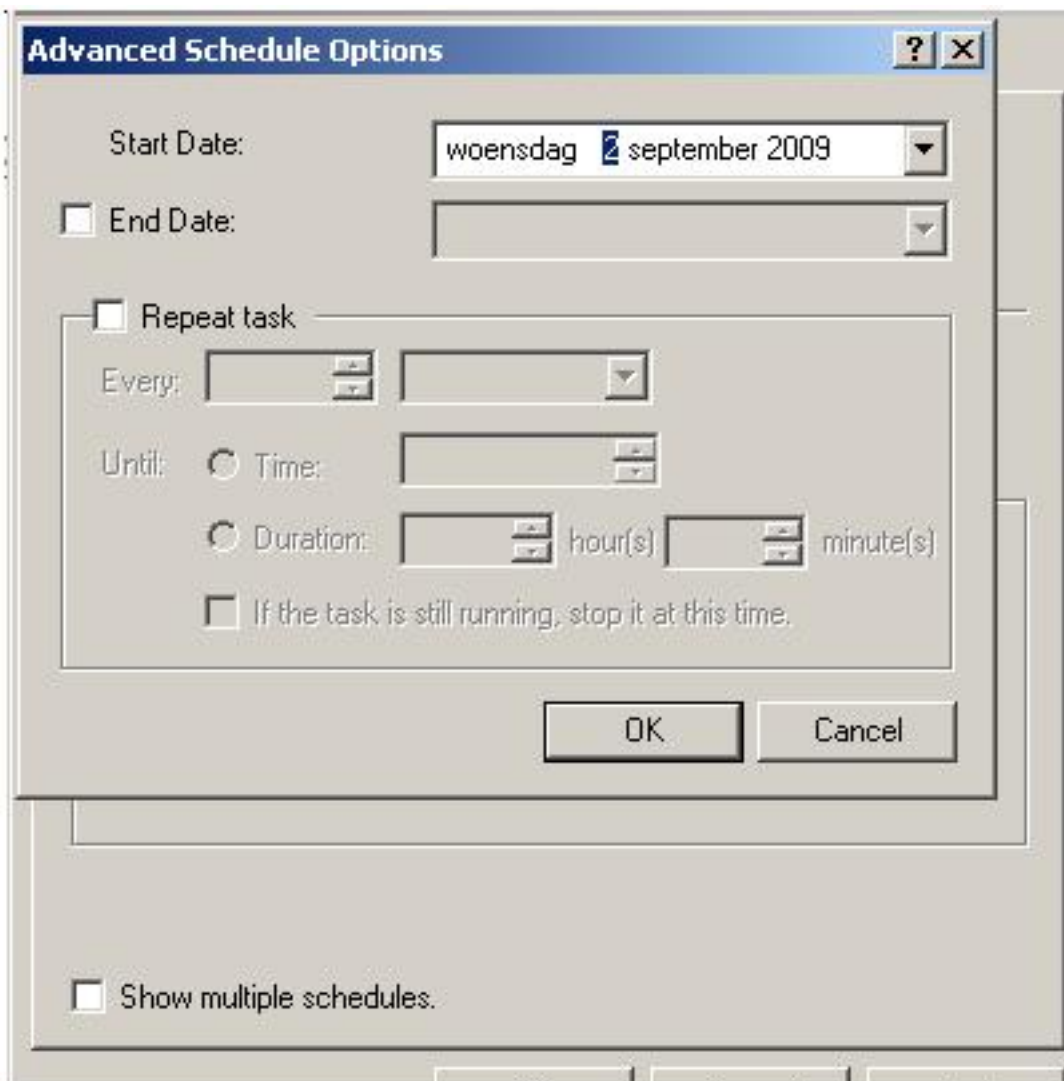 Advanced Schedule Options
Start Date: woensdag 2 september 2009
End Date:
Repeat task
Every:
Until: Time:
Duration: hour(s) minute(s)
If the task is still running, stop it at this time.
OK Cancel
Show multiple schedules.